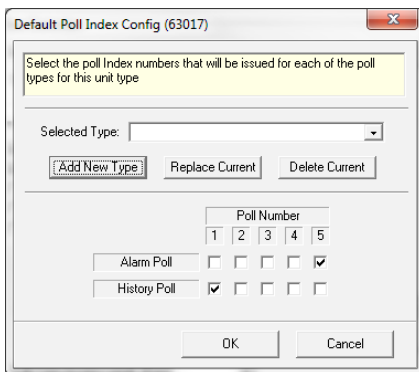 Default Poll Index Config (63017)
Select the poll Index numbers that will be issued for each of the poll
types for this unit type
Selected Type:
Add New Type Replace Current Delete Current
Poll Number
1 2 3 4 5
Alarm Poll
History Poll
OK Cancel